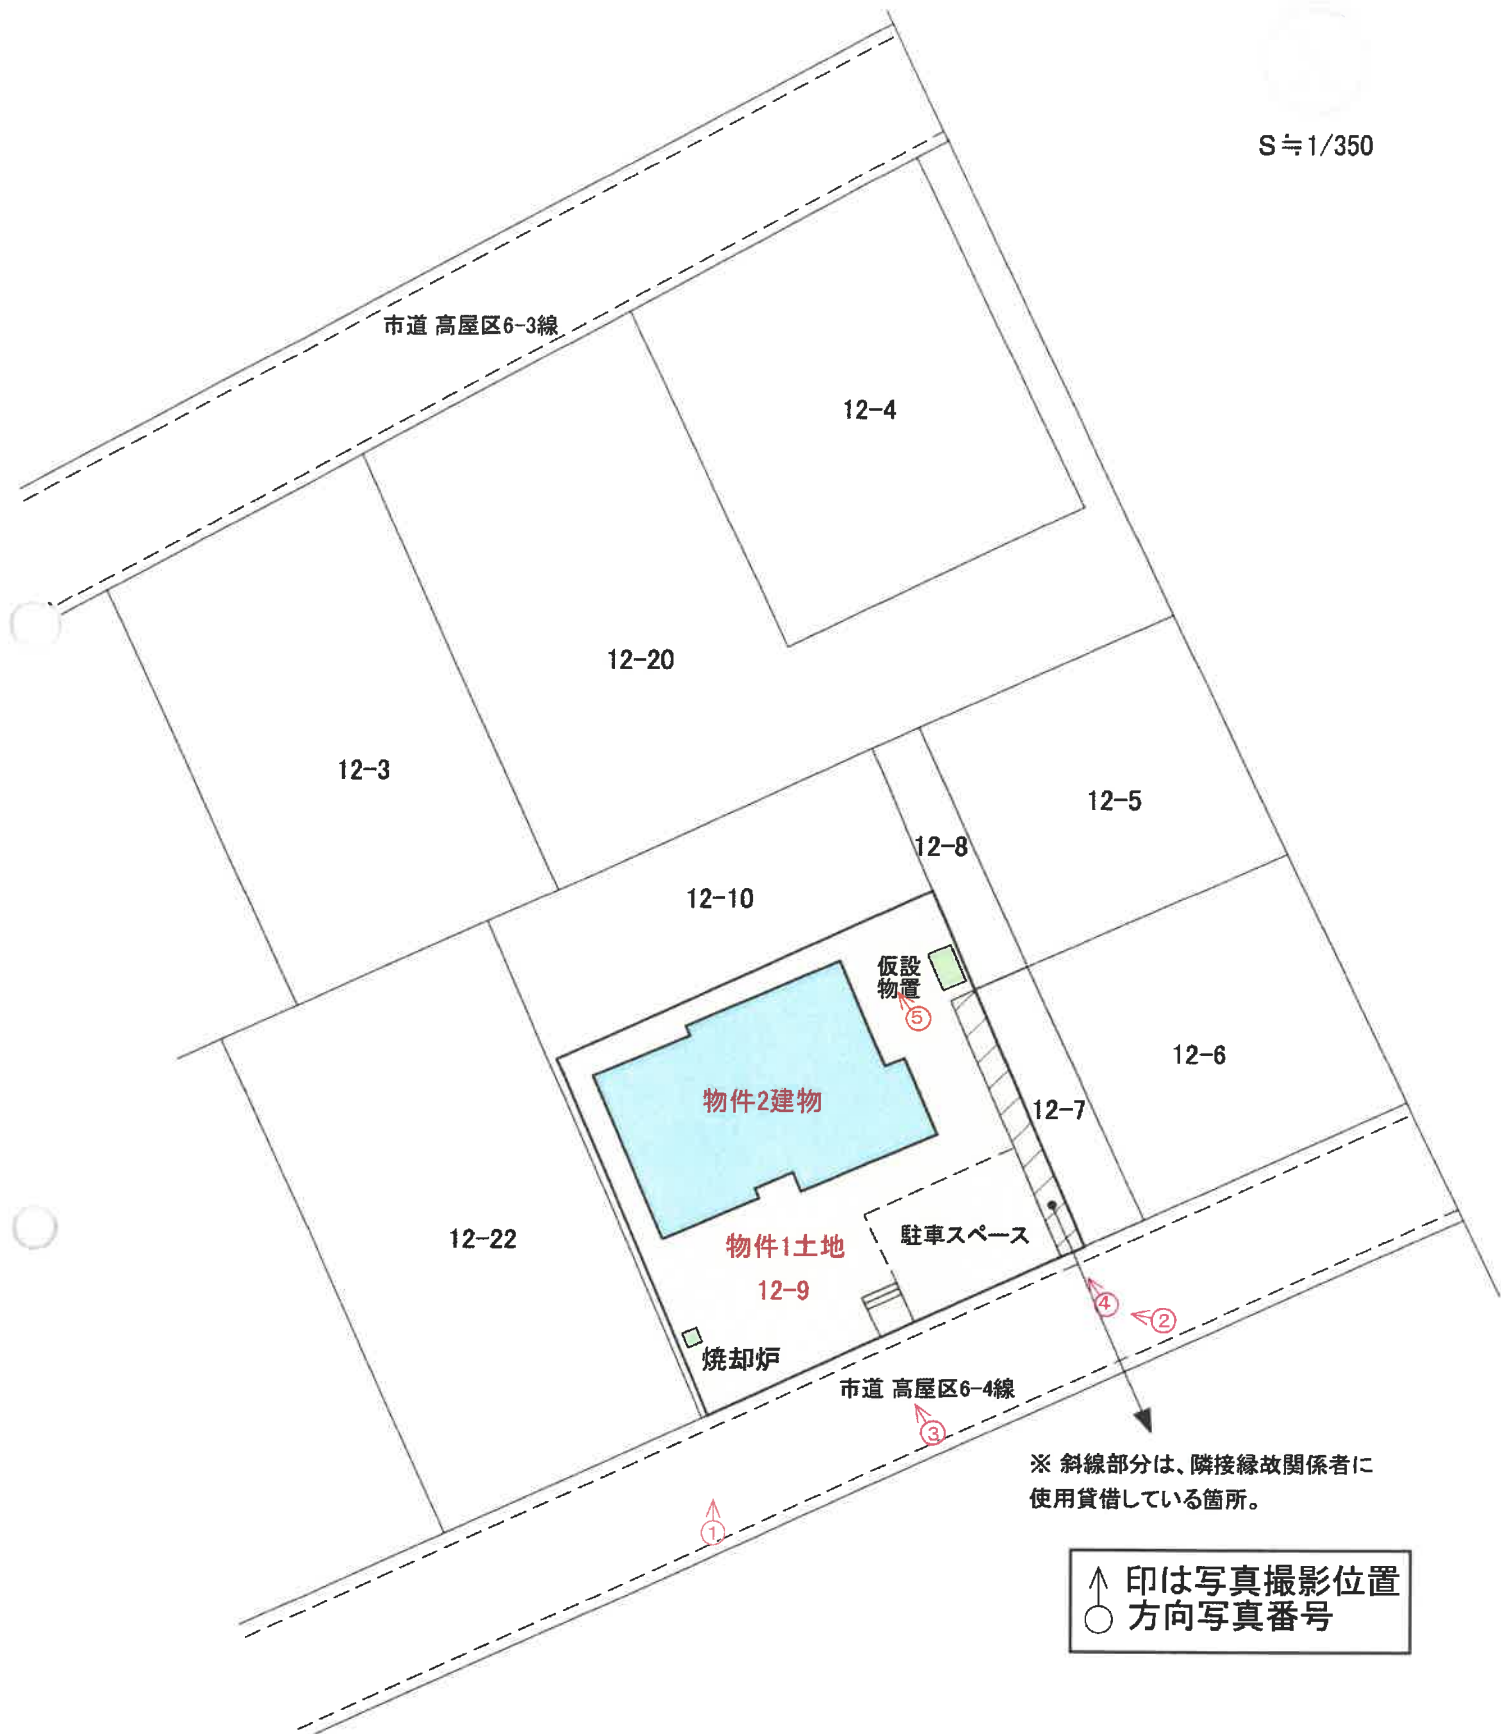 S≒1/350
市道 高屋区6-3線
12-4
12-20
12-3
12-5
12-8
12-10
仮設
物置
⑤
12-6
物件2建物
12-7
12-22
物件1土地
駐車スペース
12-9
④
②
焼却炉
市道 高屋区6-4線
③
※ 斜線部分は、隣接縁故関係者に
使用貸借している箇所。
①
印は写真撮影位置
方向写真番号